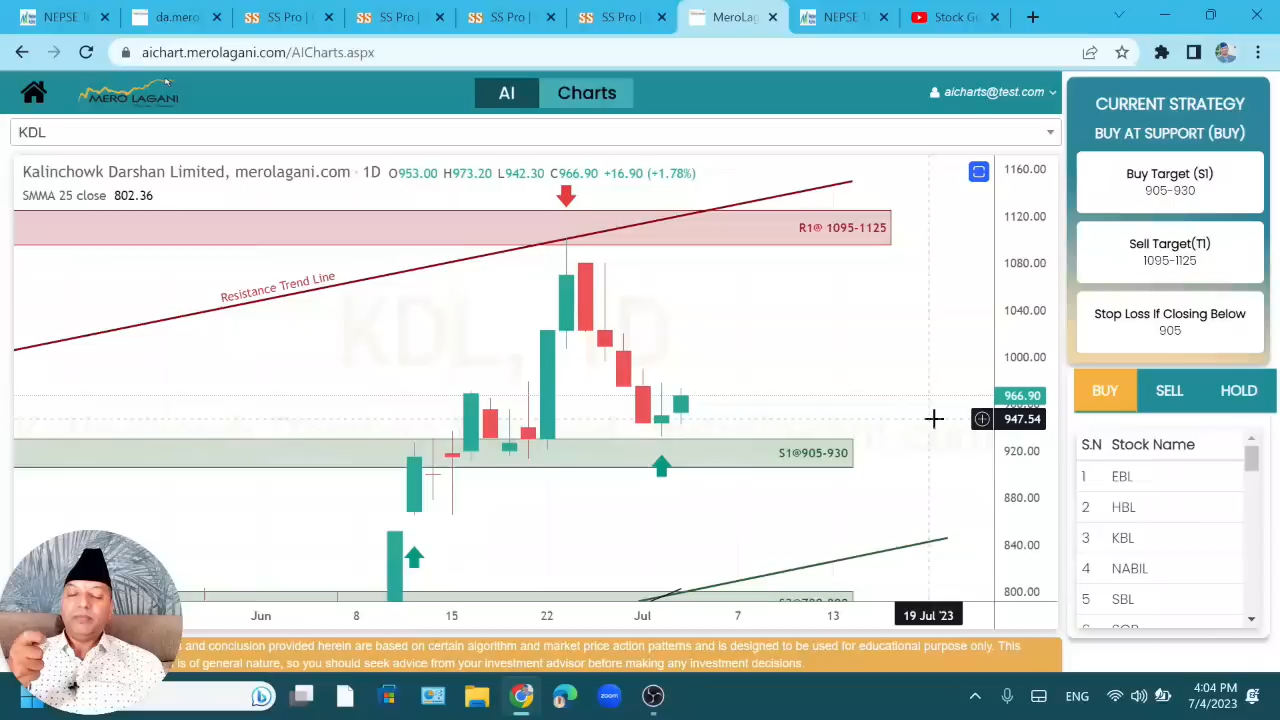 NEPSE
da.mero
SS Pro |
SS Pro |
SS Pro |
SS Pro |
MeroLag
NEPSE
Stock G
aichart.merolagani.com/AICharts.aspx
MERO LAGANI
AI
Charts
aicharts@test.com
KDL
Kalinchowk Darshan Limited, merolagani.com · 1D O953.00 H973.20 L942.30 C966.90 +16.90 (+1.78%)
SMMA 25 close 802.36
KDL, 1D
R1@ 1095-1125
Resistance Trend Line
S1@905-930
1160.00
1120.00
1080.00
1040.00
1000.00
966.90
947.54
920.00
880.00
840.00
800.00
Jun 8 15 22 Jul 7 13 19 Jul '23
CURRENT STRATEGY
BUY AT SUPPORT (BUY)
Buy Target (S1)
905-930
Sell Target(T1)
1095-1125
Stop Loss If Closing Below
905
BUY SELL HOLD
S.N Stock Name
1 EBL
2 HBL
3 KBL
4 NABIL
5 SBL
s and conclusion provided herein are based on certain algorithm and market price action patterns and is designed to be used for educational purpose only. This
is of general nature, so you should seek advice from your investment advisor before making any investment decisions.
zoom
ENG
4:04 PM
7/4/2023